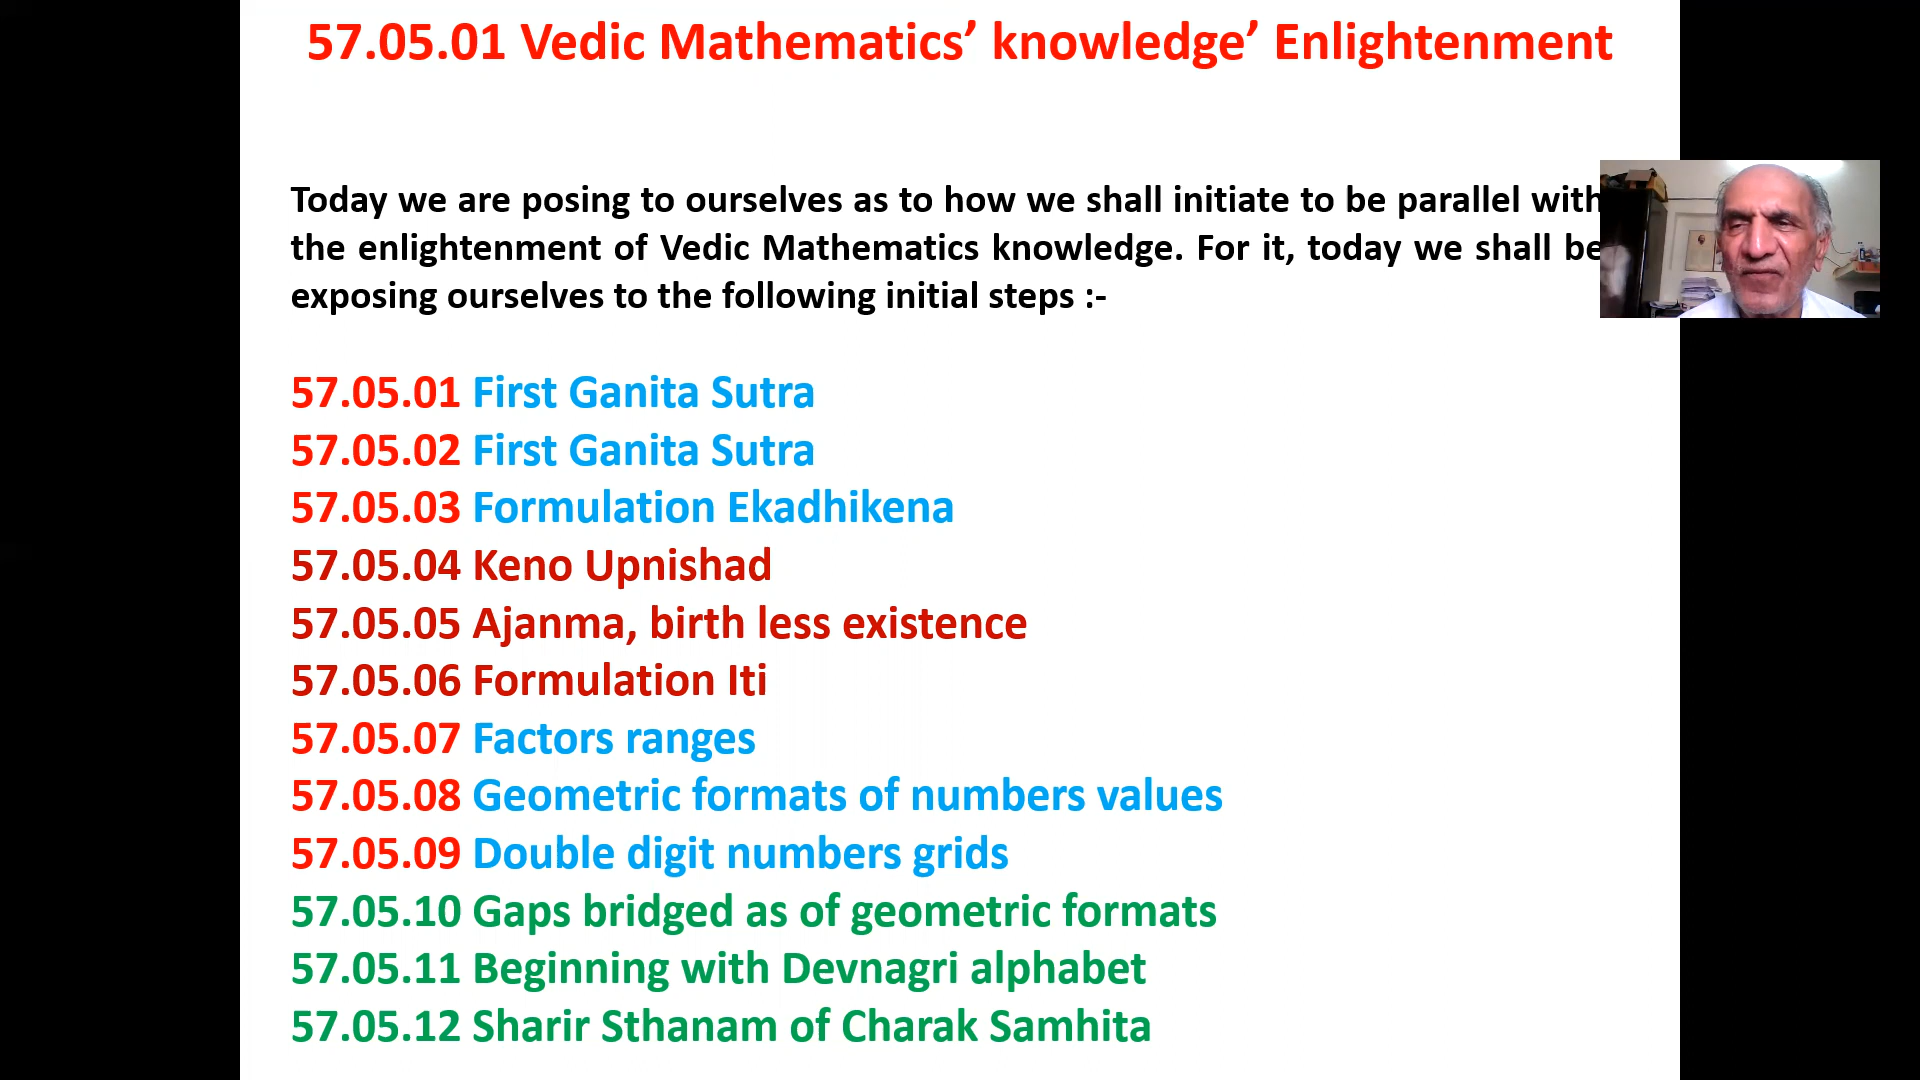 57.05.01 Vedic Mathematics’ knowledge’ Enlightenment
Today we are posing to ourselves as to how we shall initiate to be parallel with
the enlightenment of Vedic Mathematics knowledge. For it, today we shall be
exposing ourselves to the following initial steps :-
57.05.01 First Ganita Sutra
57.05.02 First Ganita Sutra
57.05.03 Formulation Ekadhikena
57.05.04 Keno Upnishad
57.05.05 Ajanma, birth less existence
57.05.06 Formulation Iti
57.05.07 Factors ranges
57.05.08 Geometric formats of numbers values
57.05.09 Double digit numbers grids
57.05.10 Gaps bridged as of geometric formats
57.05.11 Beginning with Devnagri alphabet
57.05.12 Sharir Sthanam of Charak Samhita